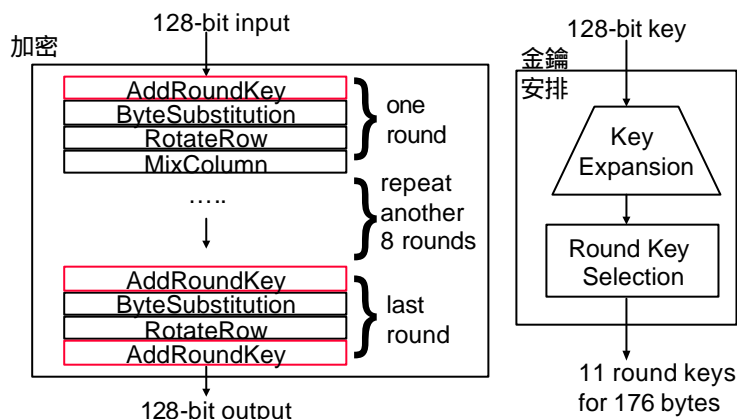 128-bit input
加密
AddRoundKey
ByteSubstitution
RotateRow
MixColumn
one
round
.....
repeat
another
8 rounds
AddRoundKey
ByteSubstitution
RotateRow
AddRoundKey
last
round
128-bit output
128-bit key
金鑰
安排
Key
Expansion
Round Key
Selection
11 round keys
for 176 bytes